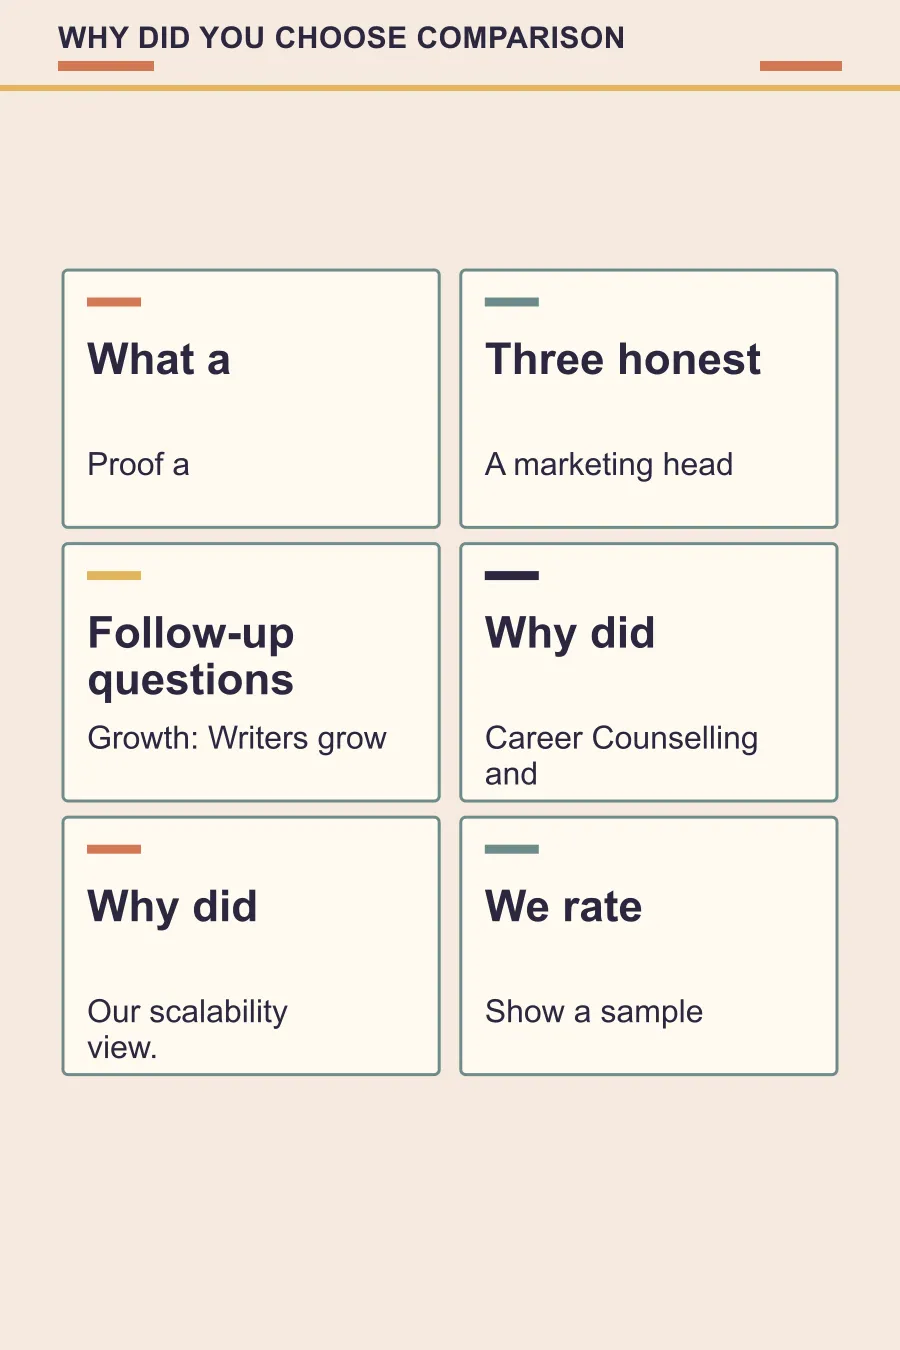 WHY DID YOU CHOOSE COMPARISON
What a
Proof a
Three honest
A marketing head
Follow-up
questions
Growth: Writers grow
Why did
Career Counselling
and
Why did
Our scalability
view.
We rate
Show a sample